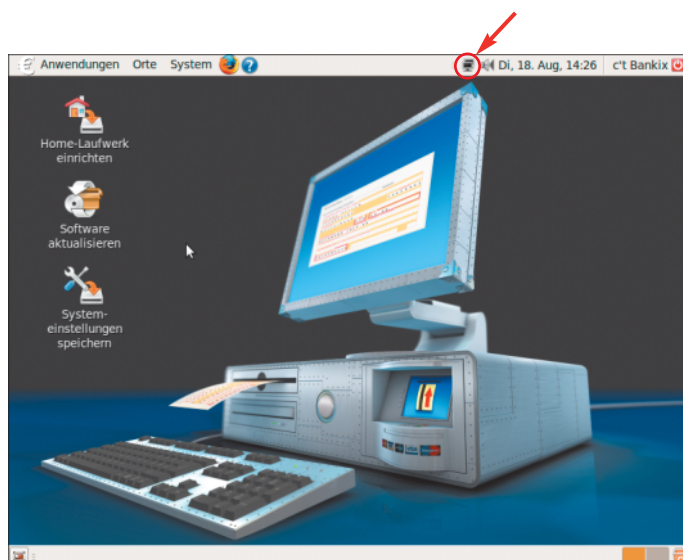 Anwendungen Orte System
Di, 18. Aug, 14:26 c't Bankix
Home-Laufwerk
einrichten
Software
aktualisieren
System-
einstellungen
speichern